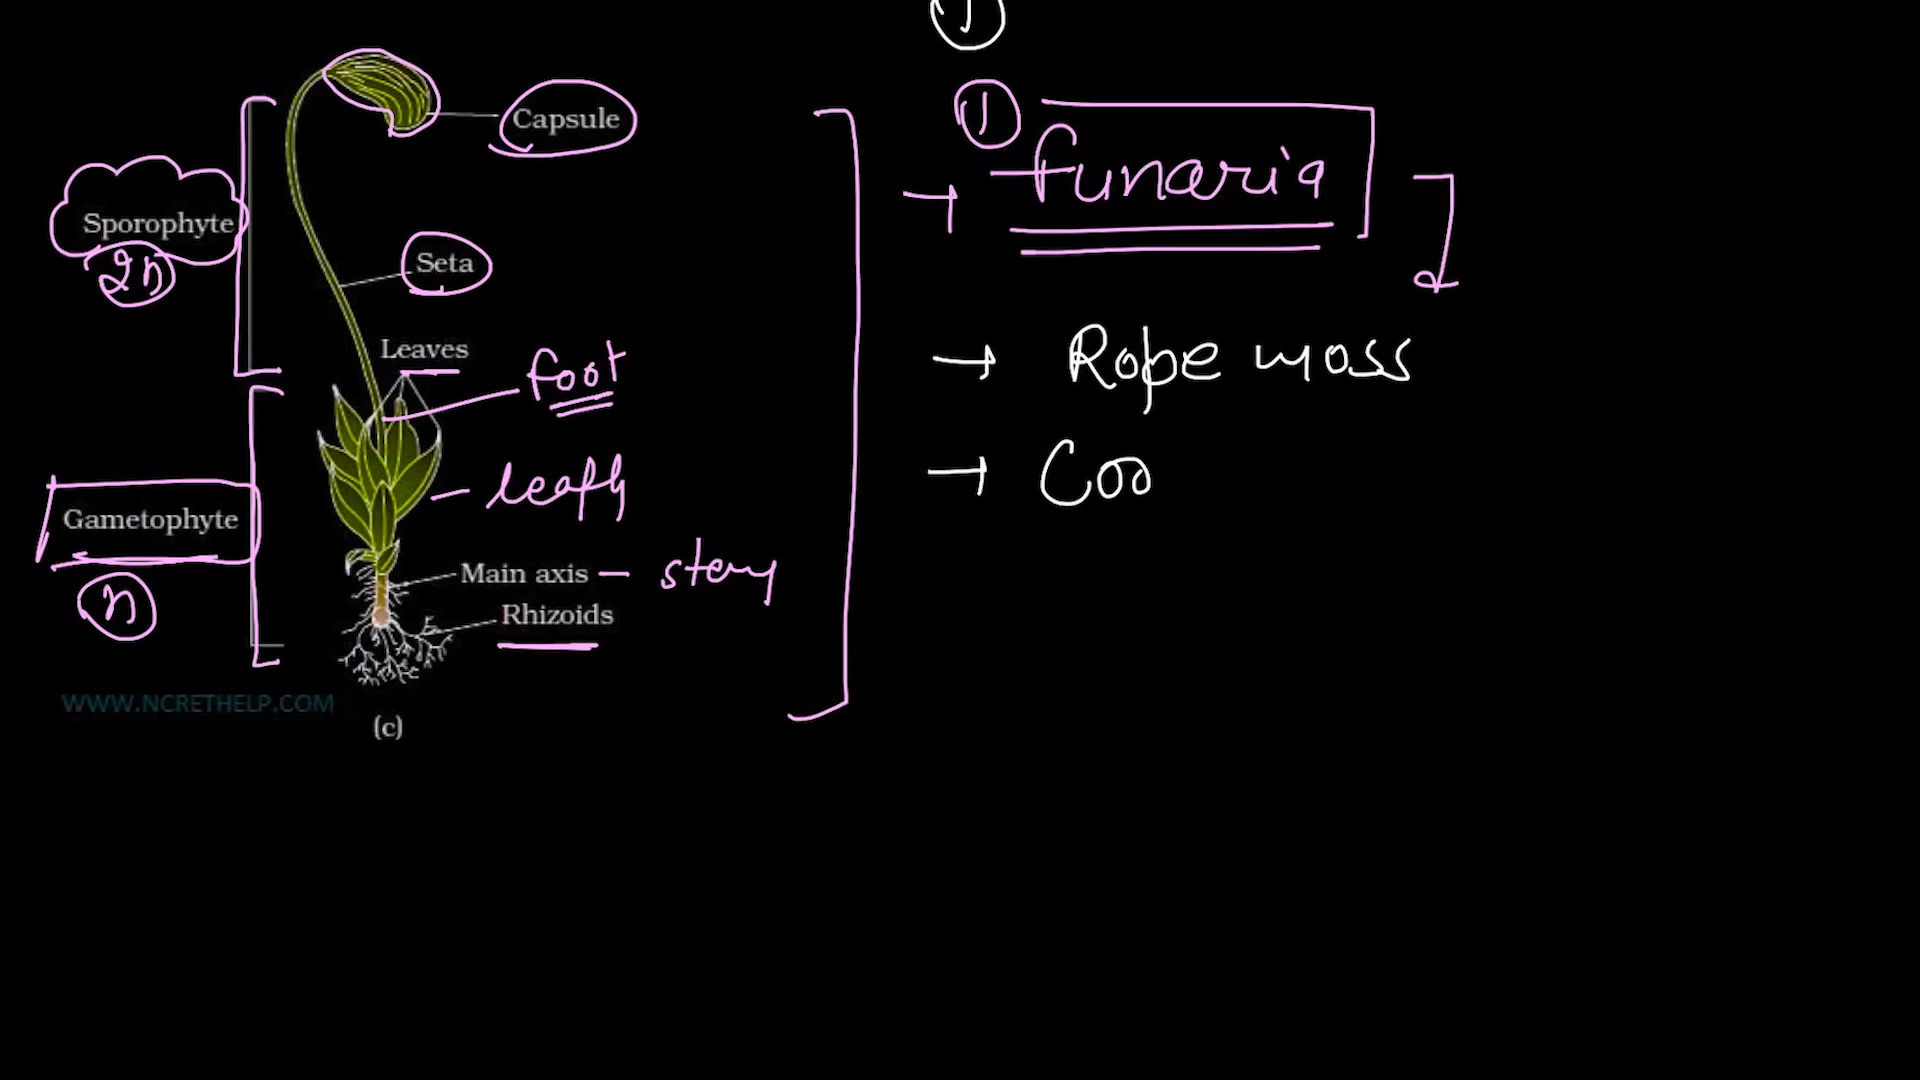 1
1
funaria
Capsule
Sporophyte
2n
Seta
Rope moss
Leaves
foot
Coo
leafy
Gametophyte
n
Main axis – stem
Rhizoids
WWW.NCRETHELP.COM
(c)